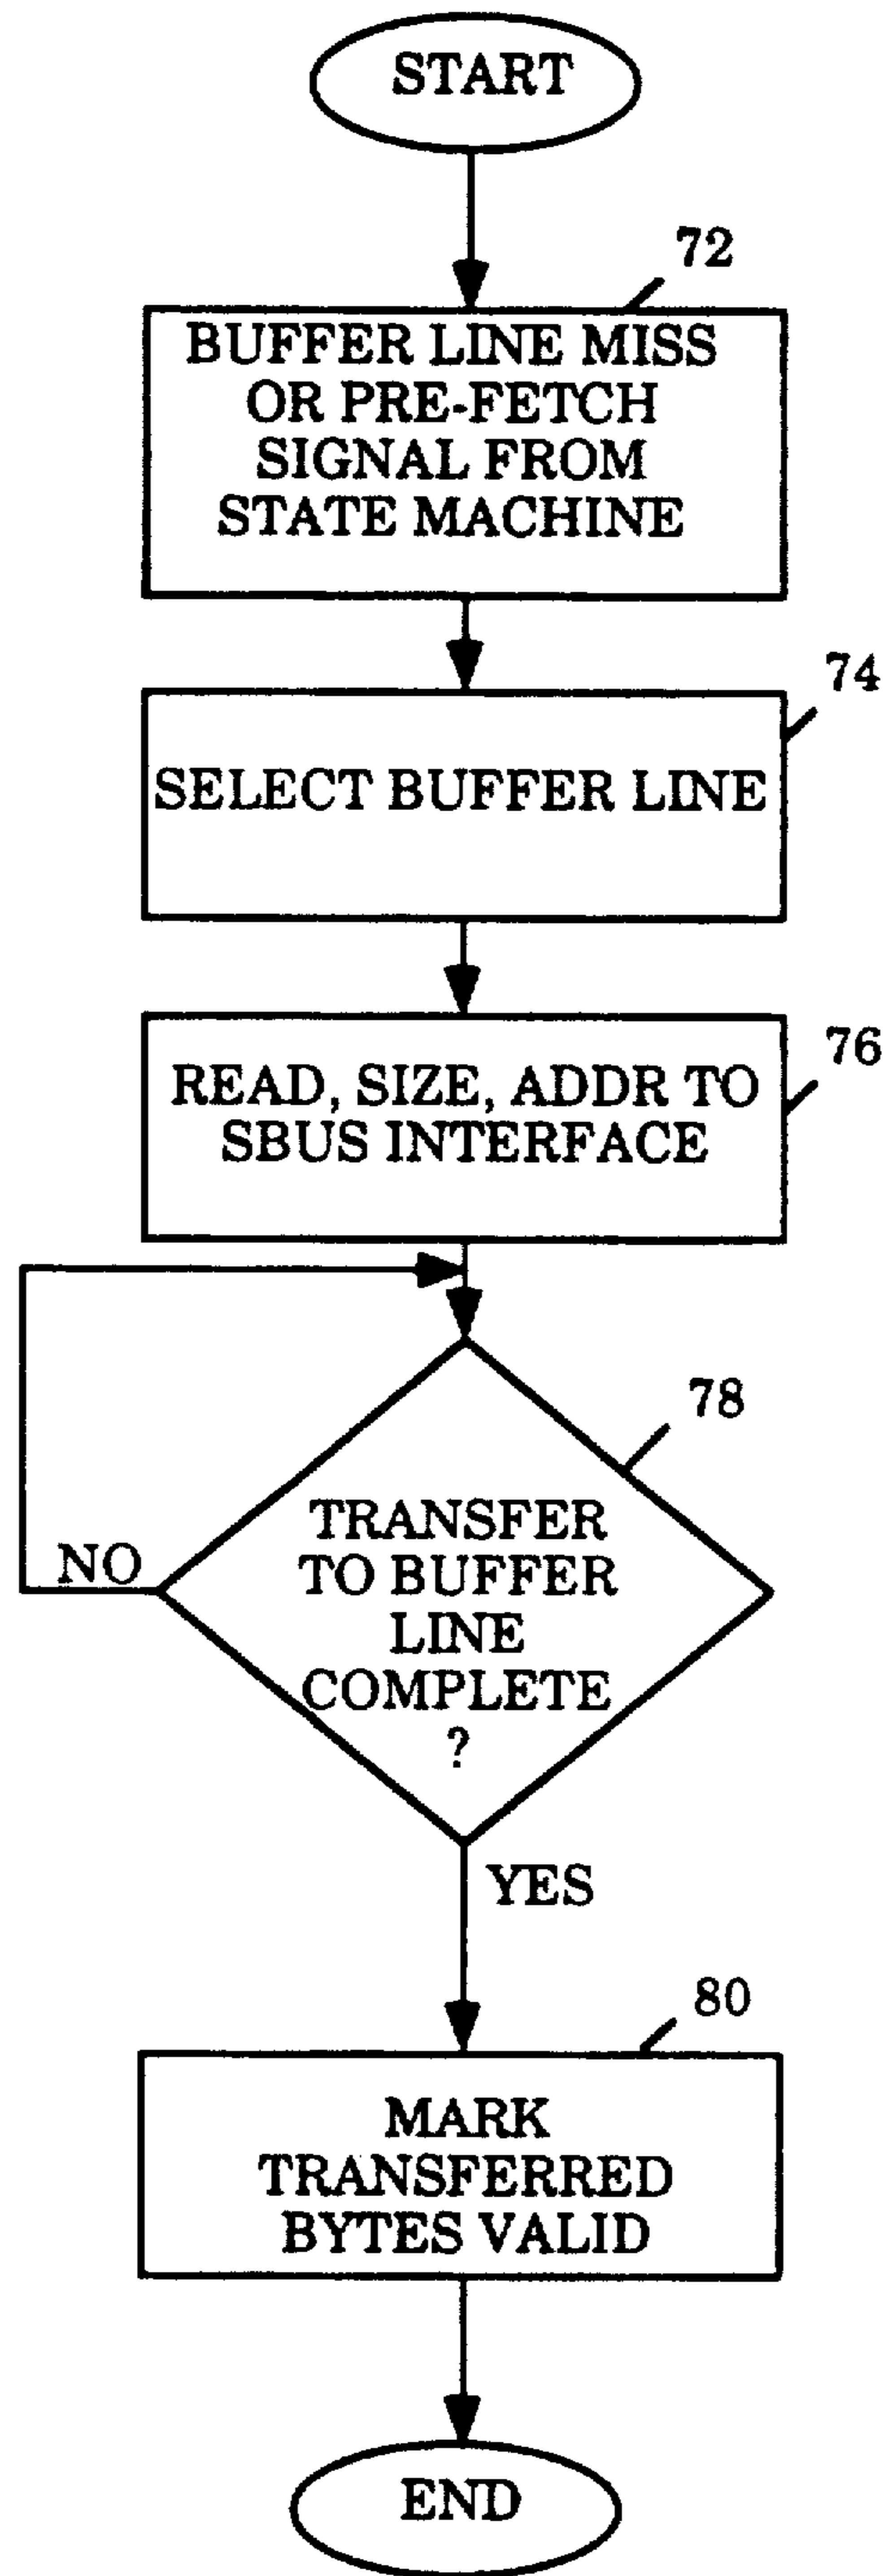 START
72
BUFFER LINE MISS
OR PRE-FETCH
SIGNAL FROM
STATE MACHINE
74
SELECT BUFFER LINE
76
READ, SIZE, ADDR TO
SBUS INTERFACE
78
TRANSFER
TO BUFFER
LINE
COMPLETE
?
NO
YES
80
MARK
TRANSFERRED
BYTES VALID
END